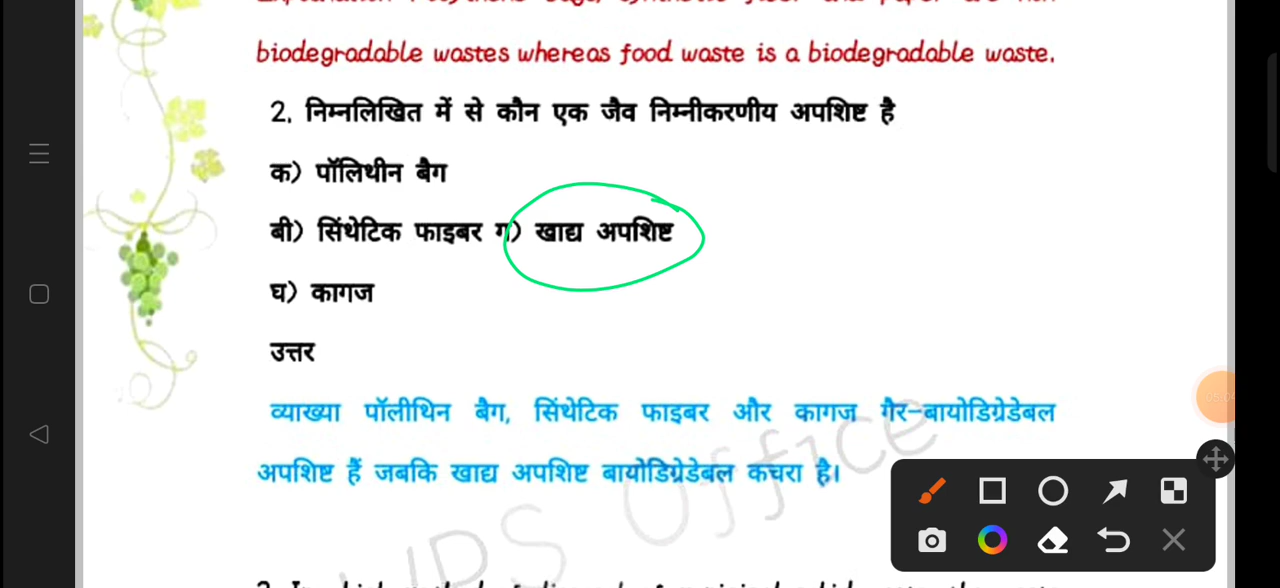 biodegradable wastes whereas food waste is a biodegradable waste.
2. निम्नलिखित में से कौन एक जैव निम्नीकरणीय अपशिष्ट है
क) पॉलिथीन बैग
बी) सिंथेटिक फाइबर ग) खाद्य अपशिष्ट
घ) कागज
उत्तर
व्याख्या पॉलीथिन बैग, सिंथेटिक फाइबर और कागज गैर-बायोडिग्रेडेबल
अपशिष्ट हैं जबकि खाद्य अपशिष्ट बायोडिग्रेडेबल कचरा है।
Office